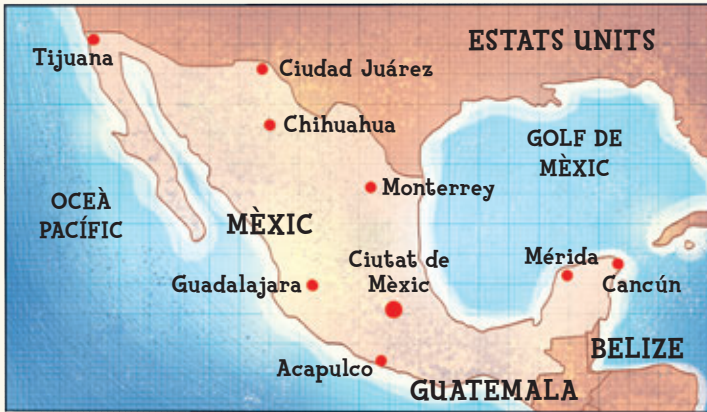 ESTATS UNITS
Tijuana
Ciudad Juárez
Chihuahua
GOLF DE
MÈXIC
Monterrey
OCEÀ
PACÍFIC
MÈXIC
Ciutat de
Mèxic
Mérida
Cancún
Guadalajara
BELIZE
Acapulco
GUATEMALA